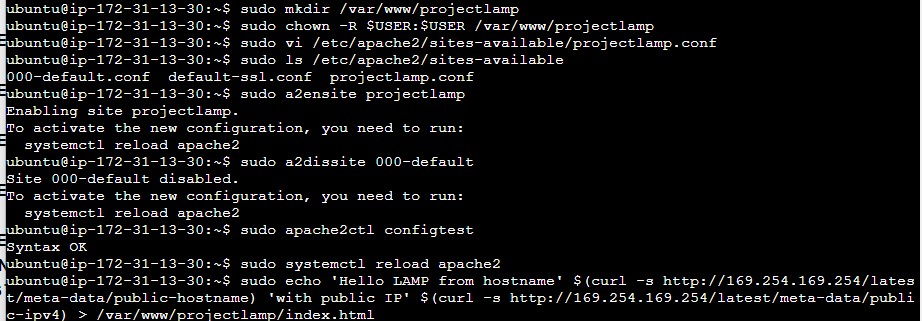 ubuntu@ip-172-31-13-30:~$ sudo mkdir /var/www/projectlamp
ubuntu@ip-172-31-13-30:~$ sudo chown -R $USER:$USER /var/www/projectlamp
ubuntu@ip-172-31-13-30:~$ sudo vi /etc/apache2/sites-available/projectlamp.conf
ubuntu@ip-172-31-13-30:~$ sudo ls /etc/apache2/sites-available
000-default.conf  default-ssl.conf  projectlamp.conf
ubuntu@ip-172-31-13-30:~$ sudo a2ensite projectlamp
Enabling site projectlamp.
To activate the new configuration, you need to run:
  systemctl reload apache2
ubuntu@ip-172-31-13-30:~$ sudo a2dissite 000-default
Site 000-default disabled.
To activate the new configuration, you need to run:
  systemctl reload apache2
ubuntu@ip-172-31-13-30:~$ sudo apache2ctl configtest
Syntax OK
ubuntu@ip-172-31-13-30:~$ sudo systemctl reload apache2
ubuntu@ip-172-31-13-30:~$ sudo echo 'Hello LAMP from hostname' $(curl -s http://169.254.169.254/lates
t/meta-data/public-hostname) 'with public IP' $(curl -s http://169.254.169.254/latest/meta-data/publi
c-ipv4) > /var/www/projectlamp/index.html